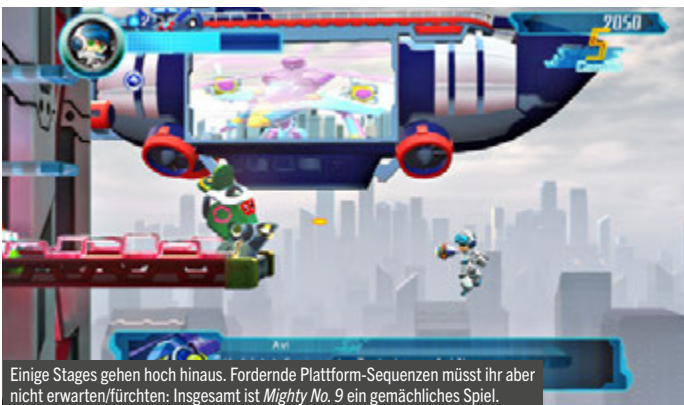 2050
5
Avi
Einige Stages gehen hoch hinaus. Fordernde Plattform-Sequenzen müsst ihr aber
nicht erwarten/fürchten: Insgesamt ist Mighty No. 9 ein gemächliches Spiel.